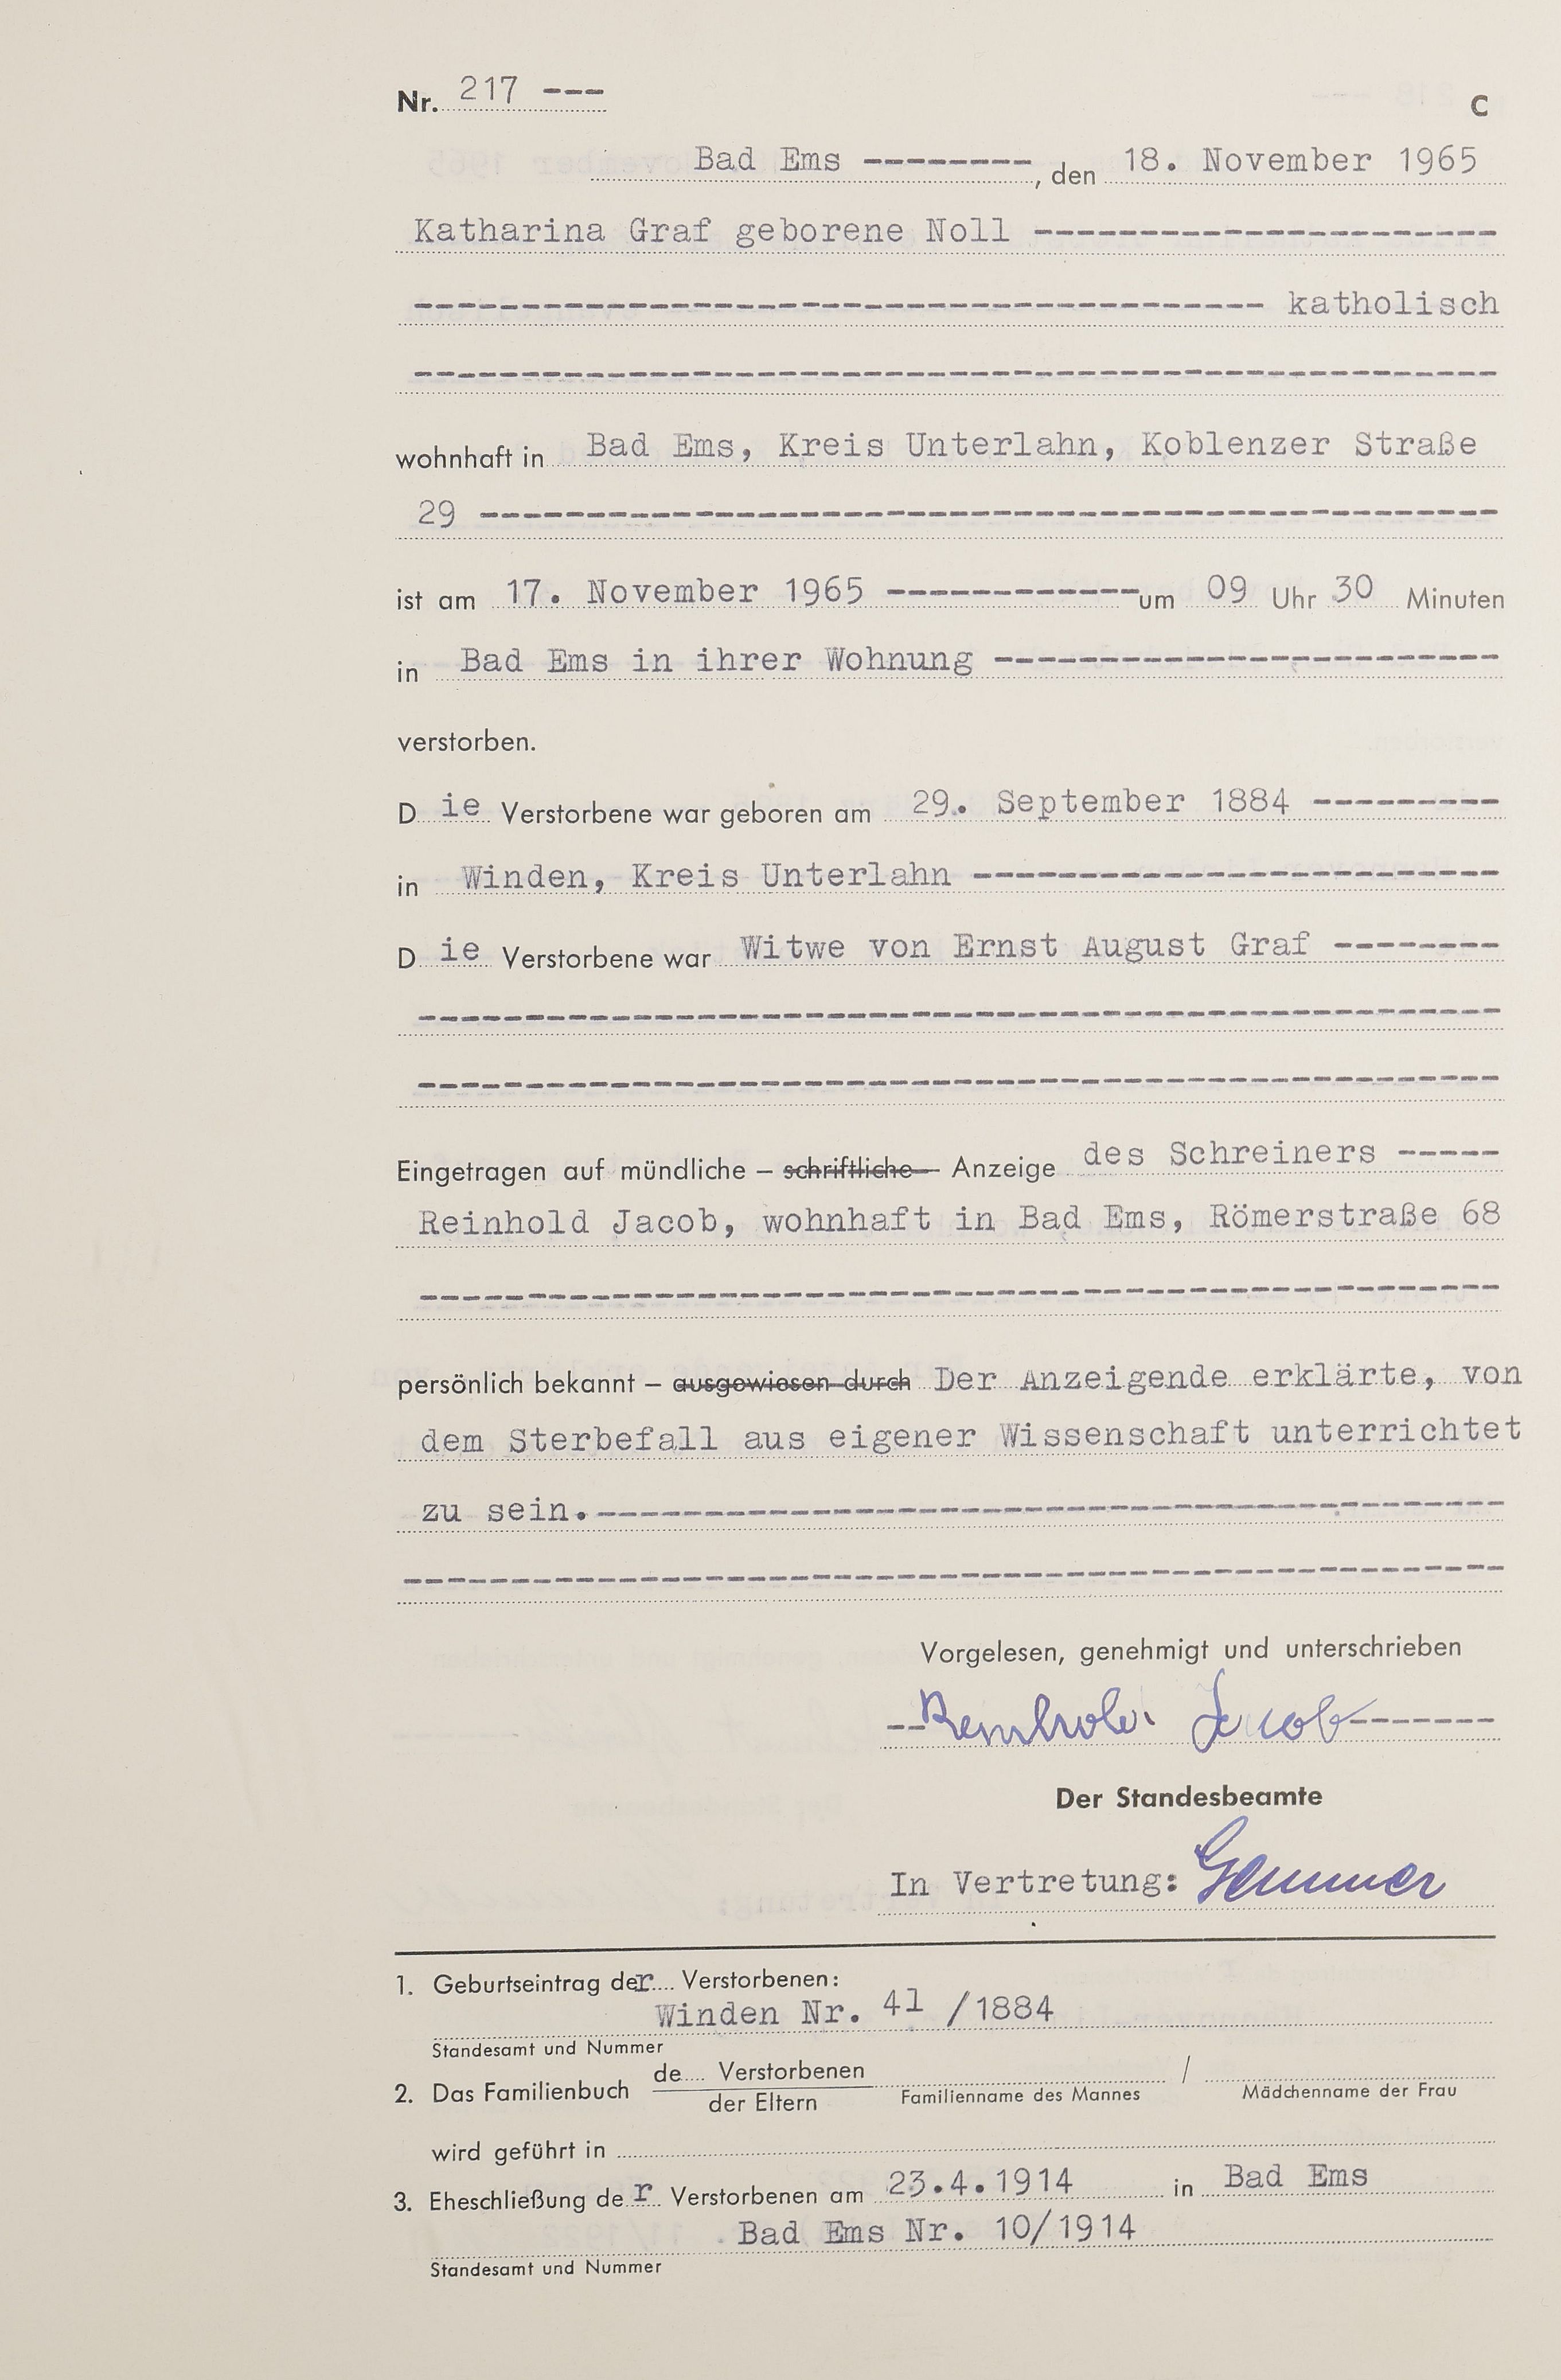 Nr. 217 ---
C
Bad Ems --------, den 18. November 1965
Katharina Graf geborene Noll ----------------------
---------------------------------------- katholisch
---------------------------------------------------
wohnhaft in Bad Ems, Kreis Unterlahn, Koblenzer Straße
29 ------------------------------------------------
ist am 17. November 1965 ------------um 09 Uhr 30 Minuten
in Bad Ems in ihrer Wohnung ------------------------
verstorben.
Die Verstorbene war geboren am 29. September 1884 ---------
in Winden, Kreis Unterlahn -------------------------
Die Verstorbene war Witwe von Ernst August Graf --------
---------------------------------------------------
---------------------------------------------------
Eingetragen auf mündliche – schriftliche – Anzeige des Schreiners -----
Reinhold Jacob, wohnhaft in Bad Ems, Römerstraße 68
---------------------------------------------------
persönlich bekannt – ausgewiesen durch Der Anzeigende erklärte, von
dem Sterbefall aus eigener Wissenschaft unterrichtet
zu sein.-------------------------------------------
----------------------------------------------------
Vorgelesen, genehmigt und unterschrieben
--Reinhold Jacob-------
Der Standesbeamte
In Vertretung: Gemmer
1. Geburtseintrag der Verstorbenen:
Winden Nr. 41 /1884
Standesamt und Nummer
2. Das Familienbuch de.... Verstorbenen / der Eltern
Familienname des Mannes / Mädchenname der Frau
wird geführt in
3. Eheschließung der Verstorbenen am 23.4.1914 in Bad Ems
Bad Ems Nr. 10/1914
Standesamt und Nummer